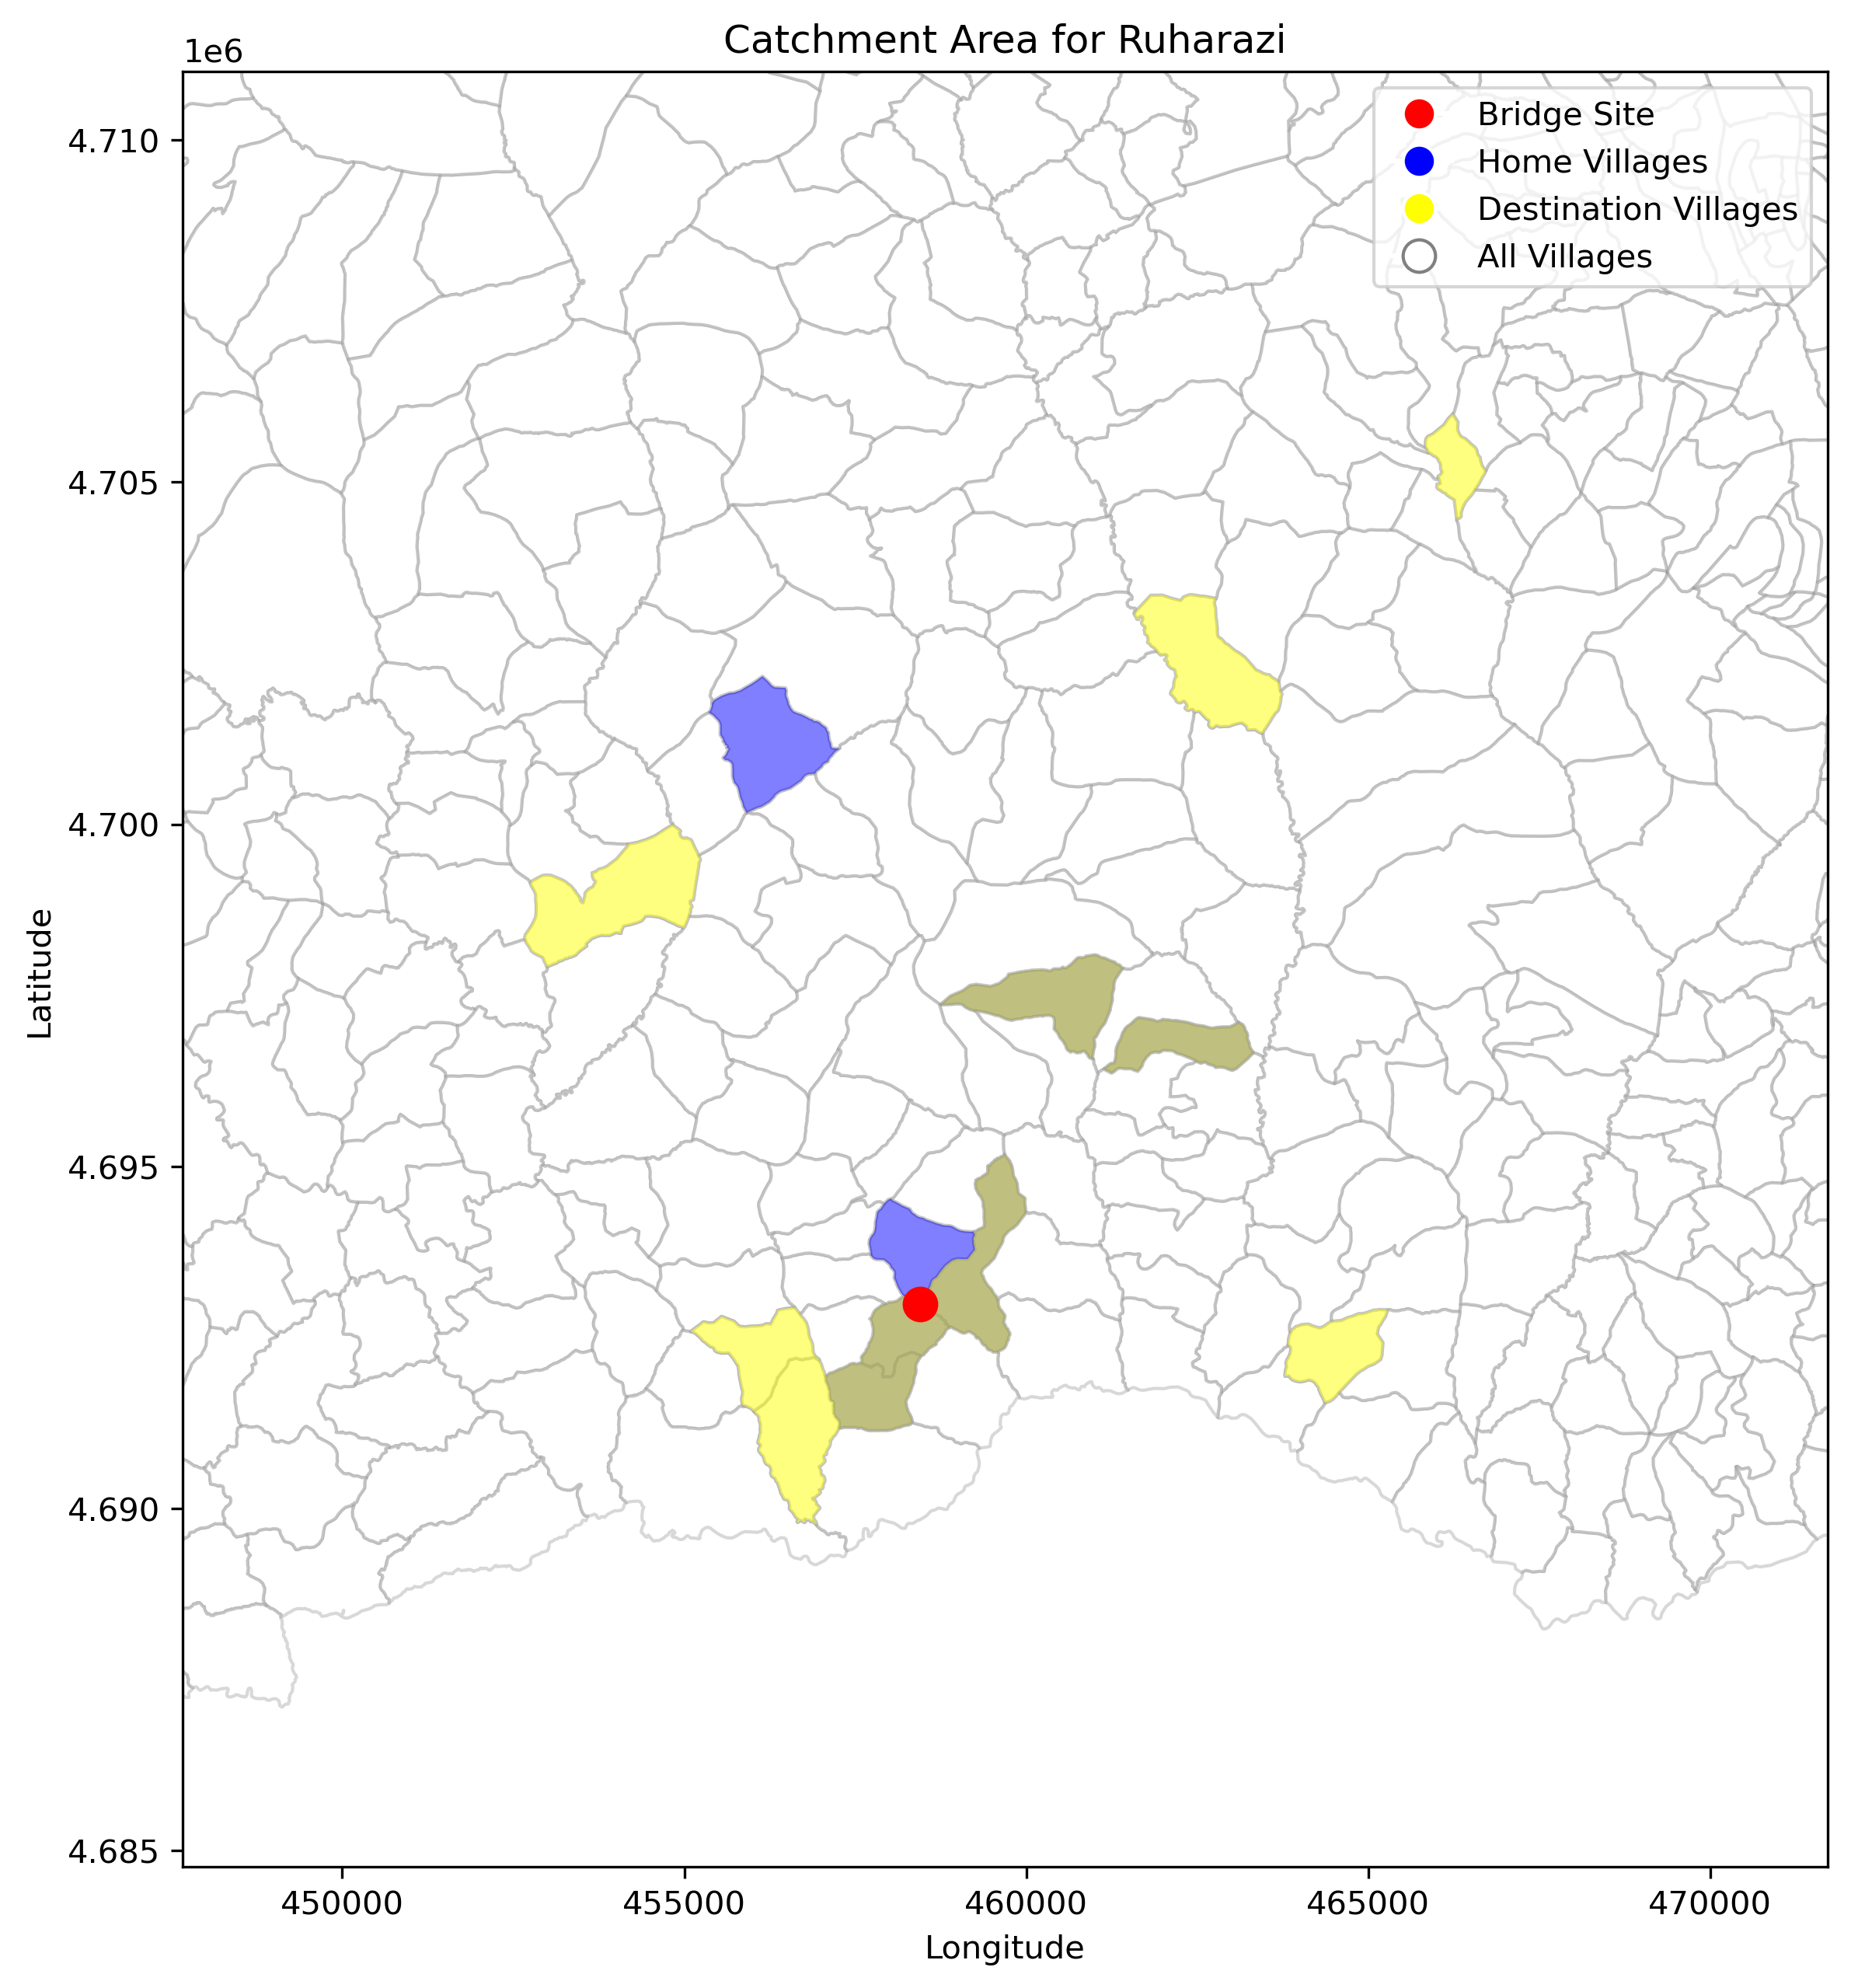 Catchment Area for Ruharazi
1e6
Bridge Site
Home Villages
Destination Villages
All Villages
4.710
4.705
4.700
4.695
4.690
4.685
Latitude
450000 455000 460000 465000 470000
Longitude